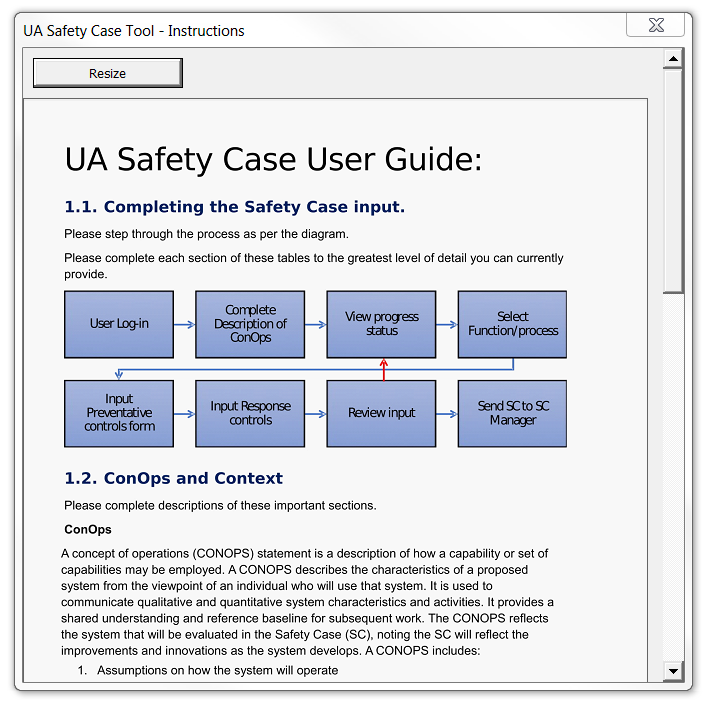 UA Safety Case Tool - Instructions
Resize
UA Safety Case User Guide:
1.1. Completing the Safety Case input.
Please step through the process as per the diagram.
Please complete each section of these tables to the greatest level of detail you can currently
provide.
User Log-in
Complete
Description of
ConOps
View progress
status
Select
Function/process
Input
Preventative
controls form
Input Response
controls
Review input
Send SC to SC
Manager
1.2. ConOps and Context
Please complete descriptions of these important sections.
ConOps
A concept of operations (CONOPS) statement is a description of how a capability or set of
capabilities may be employed. A CONOPS describes the characteristics of a proposed
system from the viewpoint of an individual who will use that system. It is used to
communicate qualitative and quantitative system characteristics and activities. It provides a
shared understanding and reference baseline for subsequent work. The CONOPS reflects
the system that will be evaluated in the Safety Case (SC), noting the SC will reflect the
improvements and innovations as the system develops. A CONOPS includes:
1. Assumptions on how the system will operate